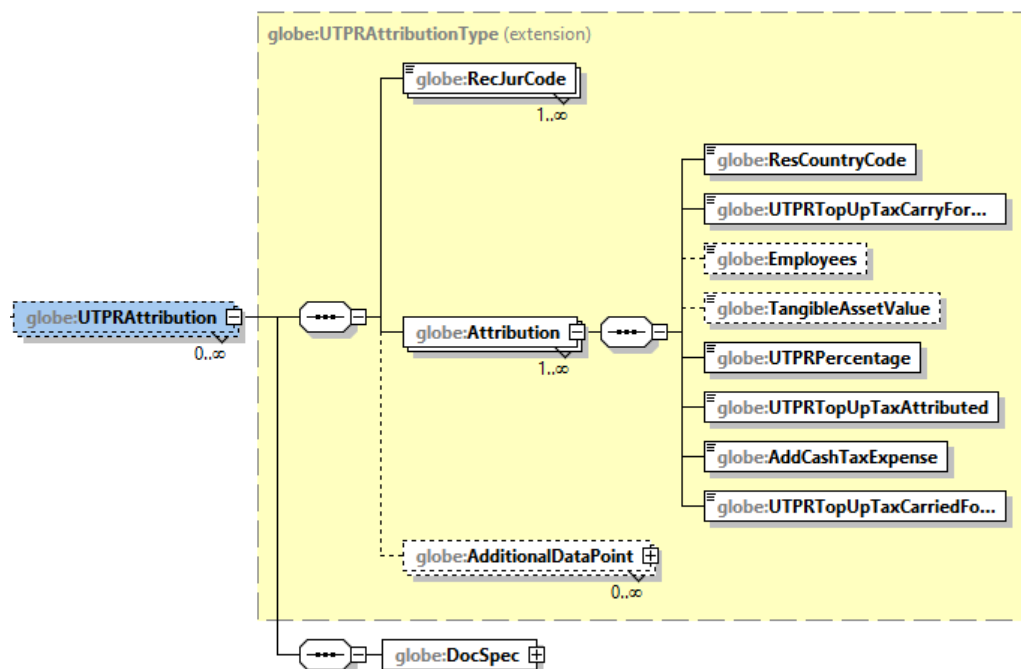 globe:UTPRAttributionType (extension)
globe:RecJurCode
1..∞
globe:ResCountryCode
globe:UTPRTopUpTaxCarryFor...
globe:Employees
globe:UTPRAttribution
0..∞
globe:TangibleAssetValue
globe:Attribution
1..∞
globe:UTPRPercentage
globe:UTPRTopUpTaxAttributed
globe:AddCashTaxExpense
globe:UTPRTopUpTaxCarriedFo...
globe:AdditionalDataPoint
0..∞
globe:DocSpec